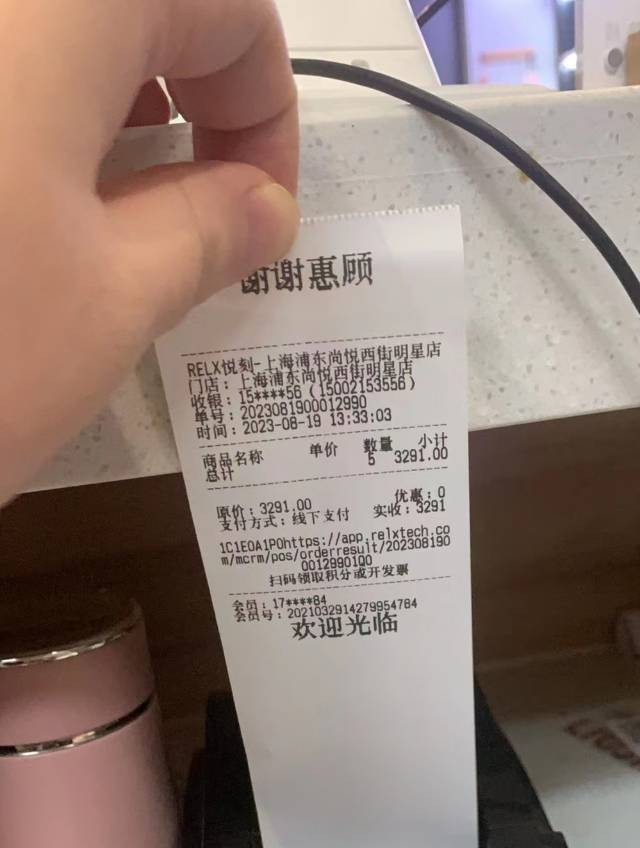 谢谢惠顾
RELX悦刻-上海浦东尚悦西街明星店
门店：上海浦东尚悦西街明星店
收银：15****56(15002153556)
单号：2023081900012990
时间：2023-08-19 13:33:03
商品名称 单价 数量 小计
总计 5 3291.00
原价：3291.00 优惠：0
支付方式：线下支付 实收：3291
1C1E0A1P0https://app.relxtech.co
m/mcrm/pos/orderresult/202308190
0012990100
扫码领取积分或开发票
会员：17****84
会员号：2021032914279954784
欢迎光临